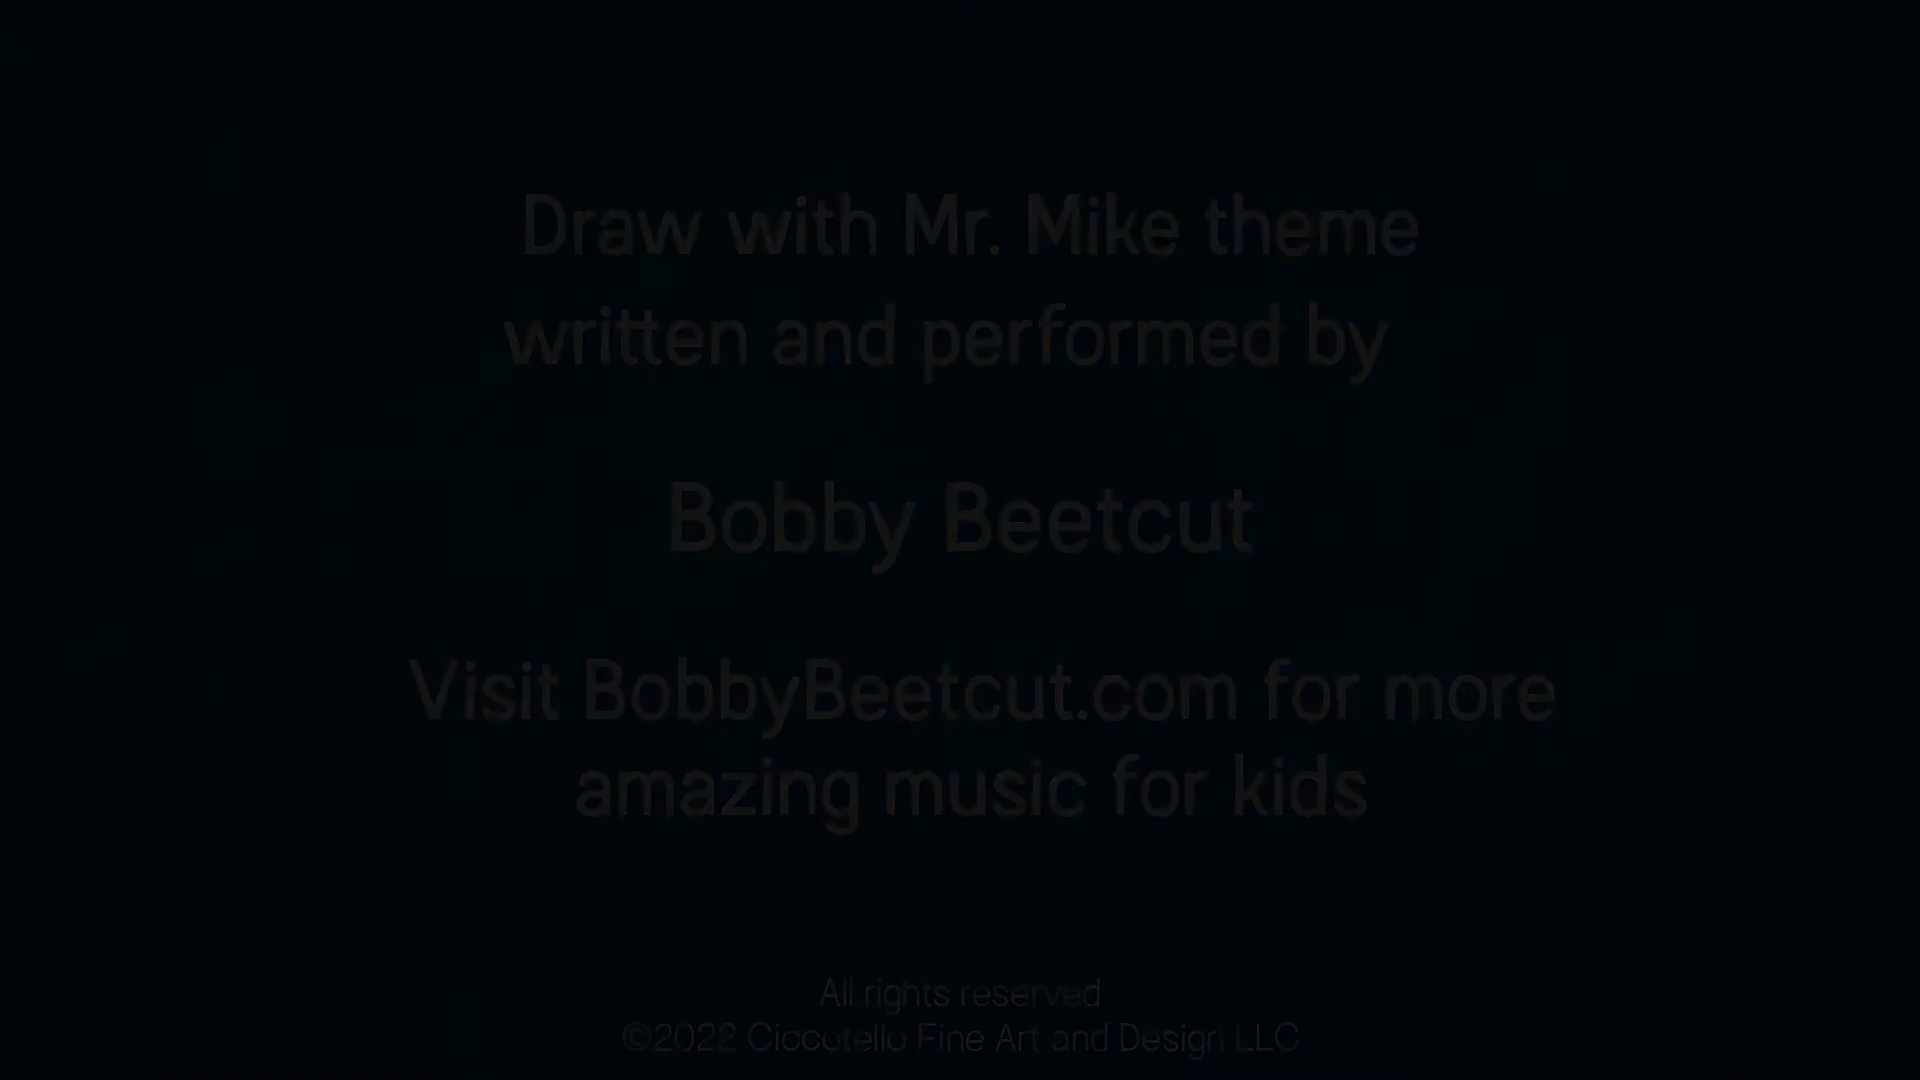 Draw with Mr. Mike theme
written and performed by
Bobby Beetcut
Visit BobbyBeetcut.com for more
amazing music for kids
All rights reserved
©2022 Ciccotello Fine Art and Design LLC